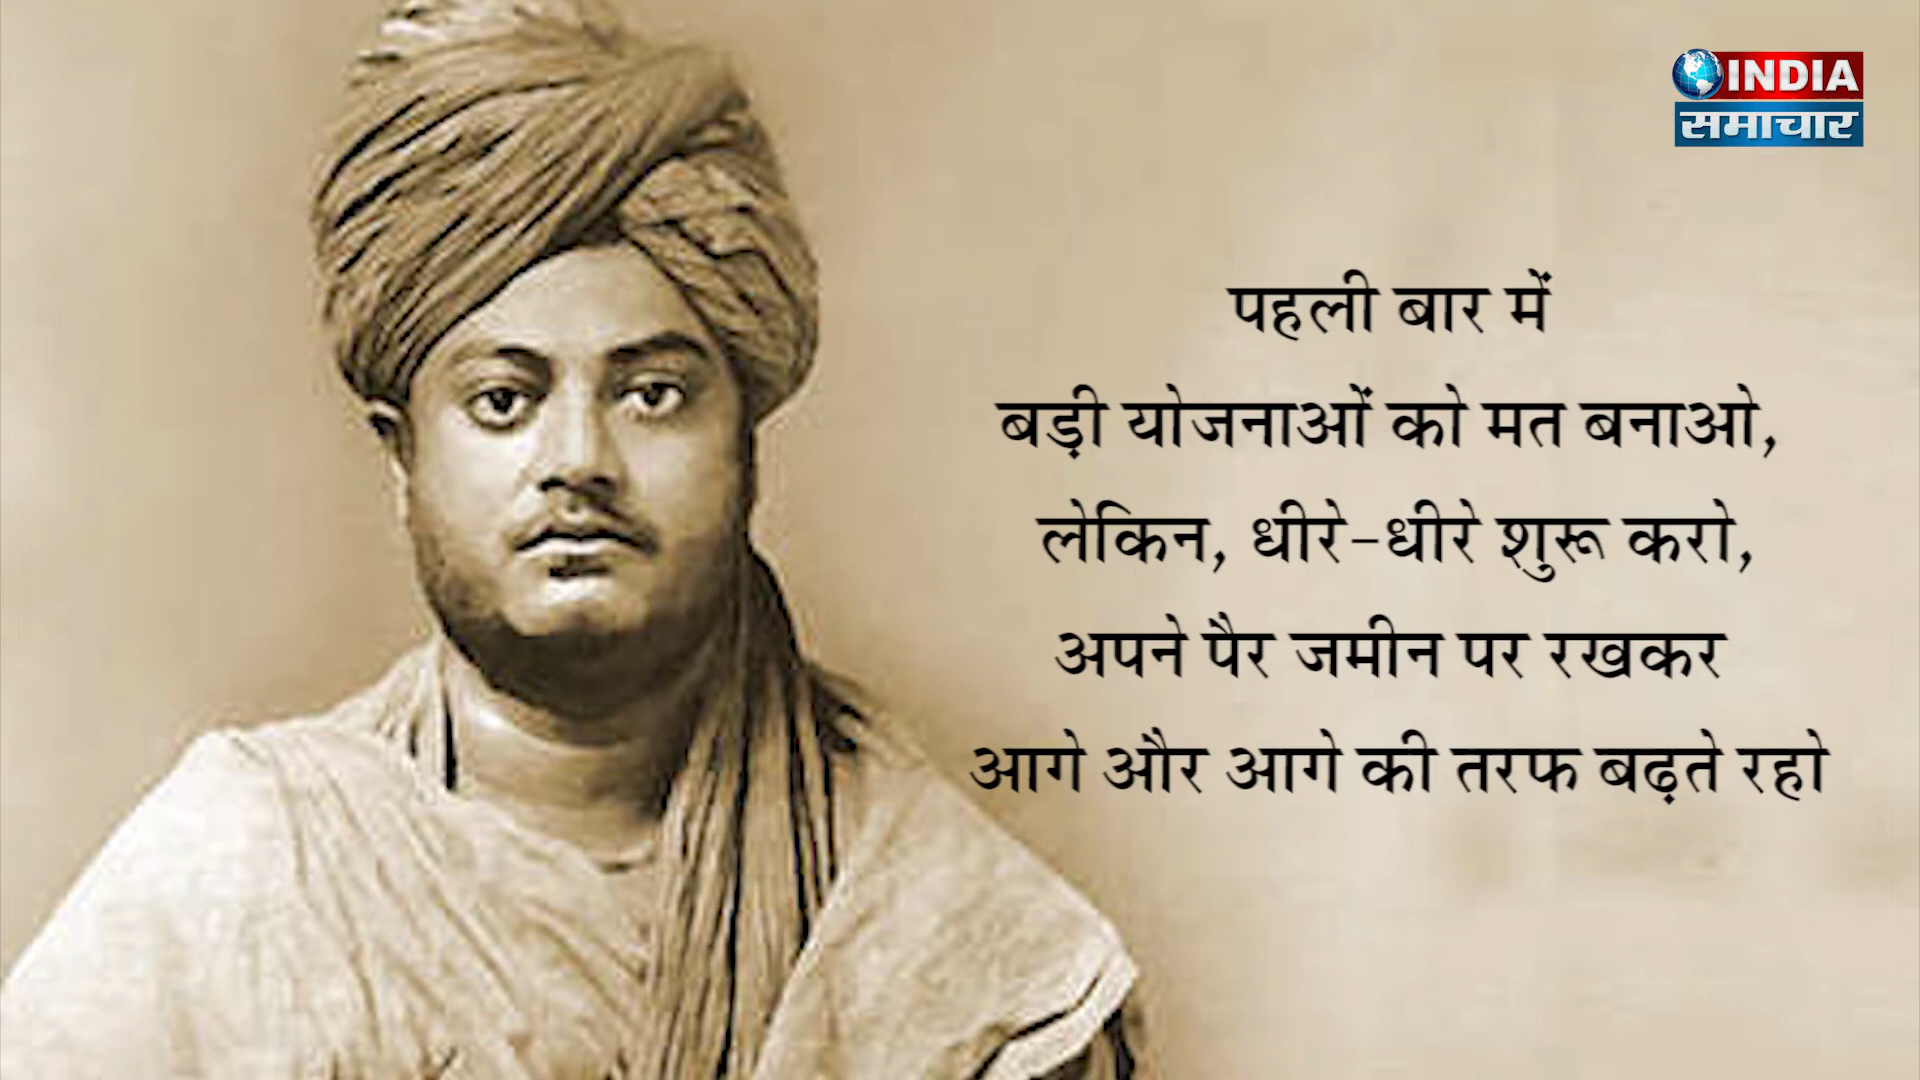 INDIA
समाचार
पहली बार में
बड़ी योजनाओं को मत बनाओ,
लेकिन, धीरे-धीरे शुरू करो,
अपने पैर जमीन पर रखकर
आगे और आगे की तरफ बढ़ते रहो